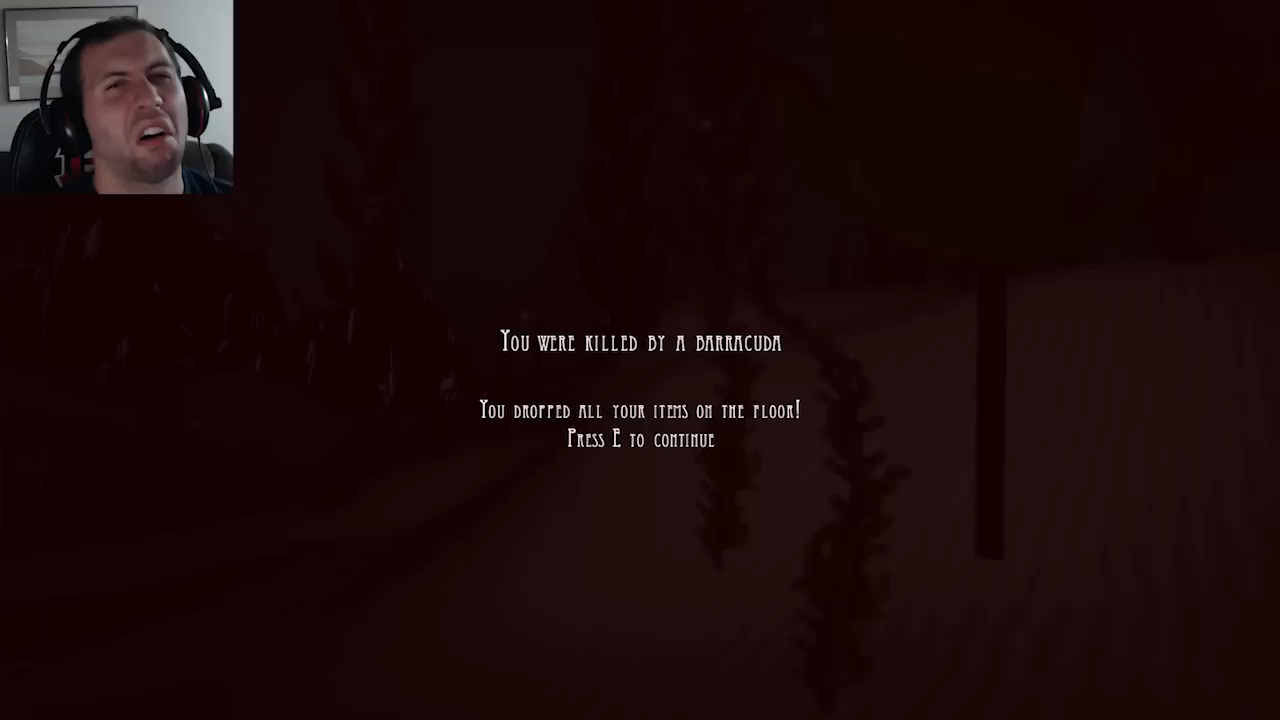 You were killed by a barracuda
You dropped all your items on the floor!
Press E to continue